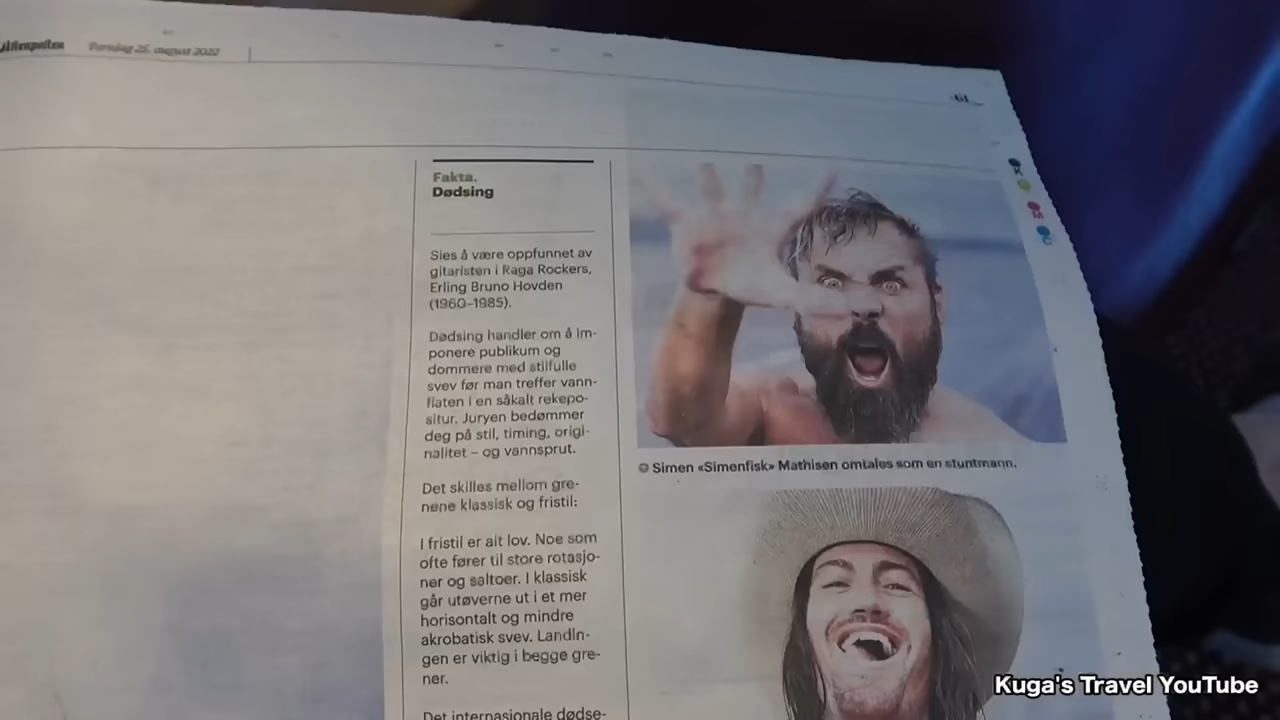 Aftenposten Torsdag 25. august 2022
61
Fakta.
Dødsing
Sies å være oppfunnet av
gitaristen i Raga Rockers,
Erling Bruno Hovden
(1960–1985).
Dødsing handler om å im-
ponere publikum og
dommere med stilfulle
svev før man treffer vann-
flaten i en såkalt rekepo-
situr. Juryen bedømmer
deg på stil, timing, origi-
nalitet – og vannsprut.
Det skilles mellom gre-
nene klassisk og fristil:
I fristil er alt lov. Noe som
ofte fører til store rotasjo-
ner og saltoer. I klassisk
går utøverne ut i et mer
horisontalt og mindre
akrobatisk svev. Landin-
gen er viktig i begge gre-
ner.
Det internasjonale dødse-
K
M
C
Simen «Simenfisk» Mathisen omtales som en stuntmann.
Kuga's Travel YouTube